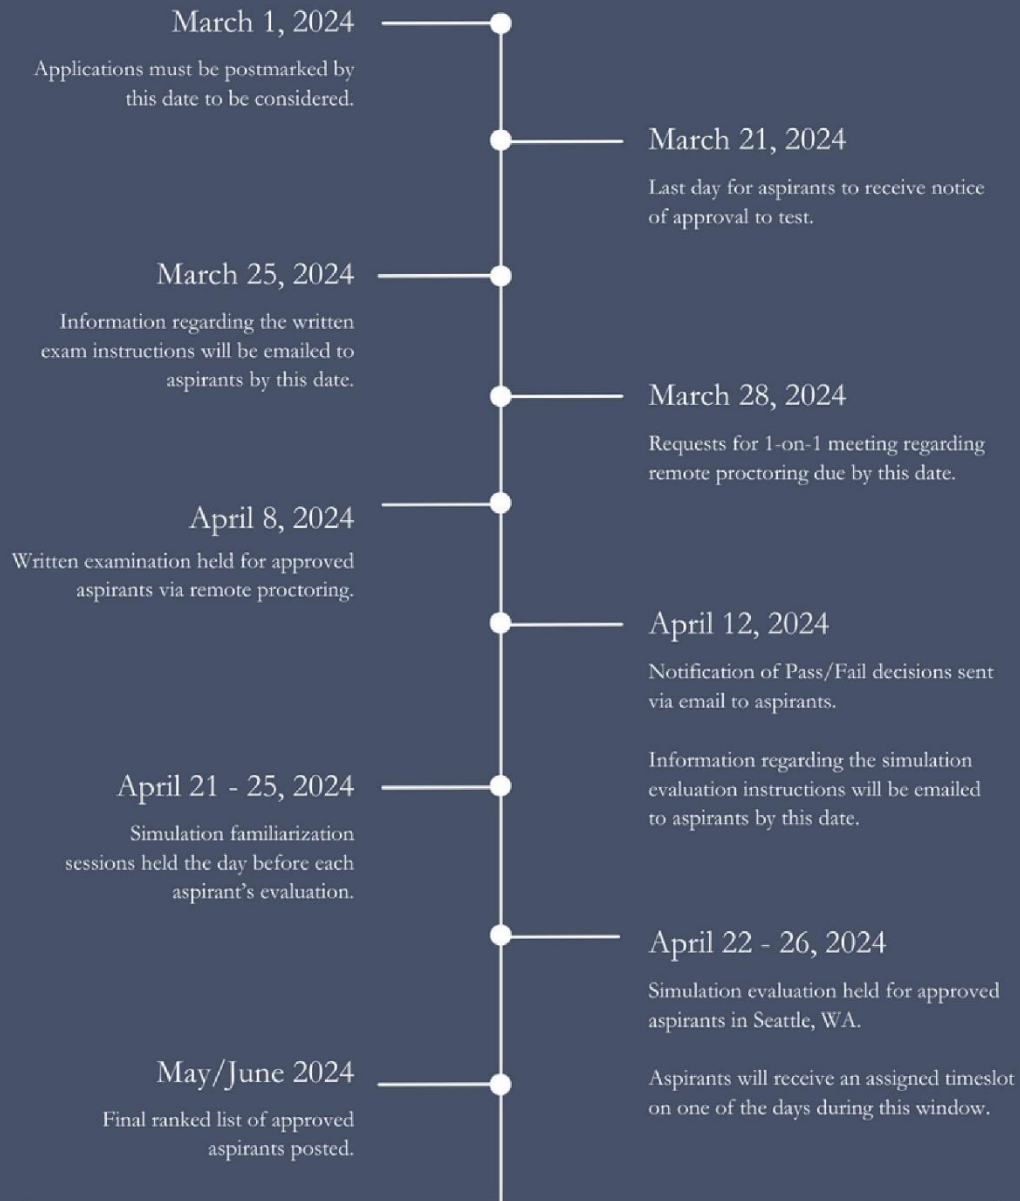 March 1, 2024
Applications must be postmarked by
this date to be considered.
March 21, 2024
Last day for aspirants to receive notice
of approval to test.
March 25, 2024
Information regarding the written
exam instructions will be emailed to
aspirants by this date.
March 28, 2024
Requests for 1-on-1 meeting regarding
remote proctoring due by this date.
April 8, 2024
Written examination held for approved
aspirants via remote proctoring.
April 12, 2024
Notification of Pass/Fail decisions sent
via email to aspirants.
Information regarding the simulation
evaluation instructions will be emailed
to aspirants by this date.
April 21 - 25, 2024
Simulation familiarization
sessions held the day before each
aspirant's evaluation.
April 22 - 26, 2024
Simulation evaluation held for approved
aspirants in Seattle, WA.
Aspirants will receive an assigned timeslot
on one of the days during this window.
May/June 2024
Final ranked list of approved
aspirants posted.